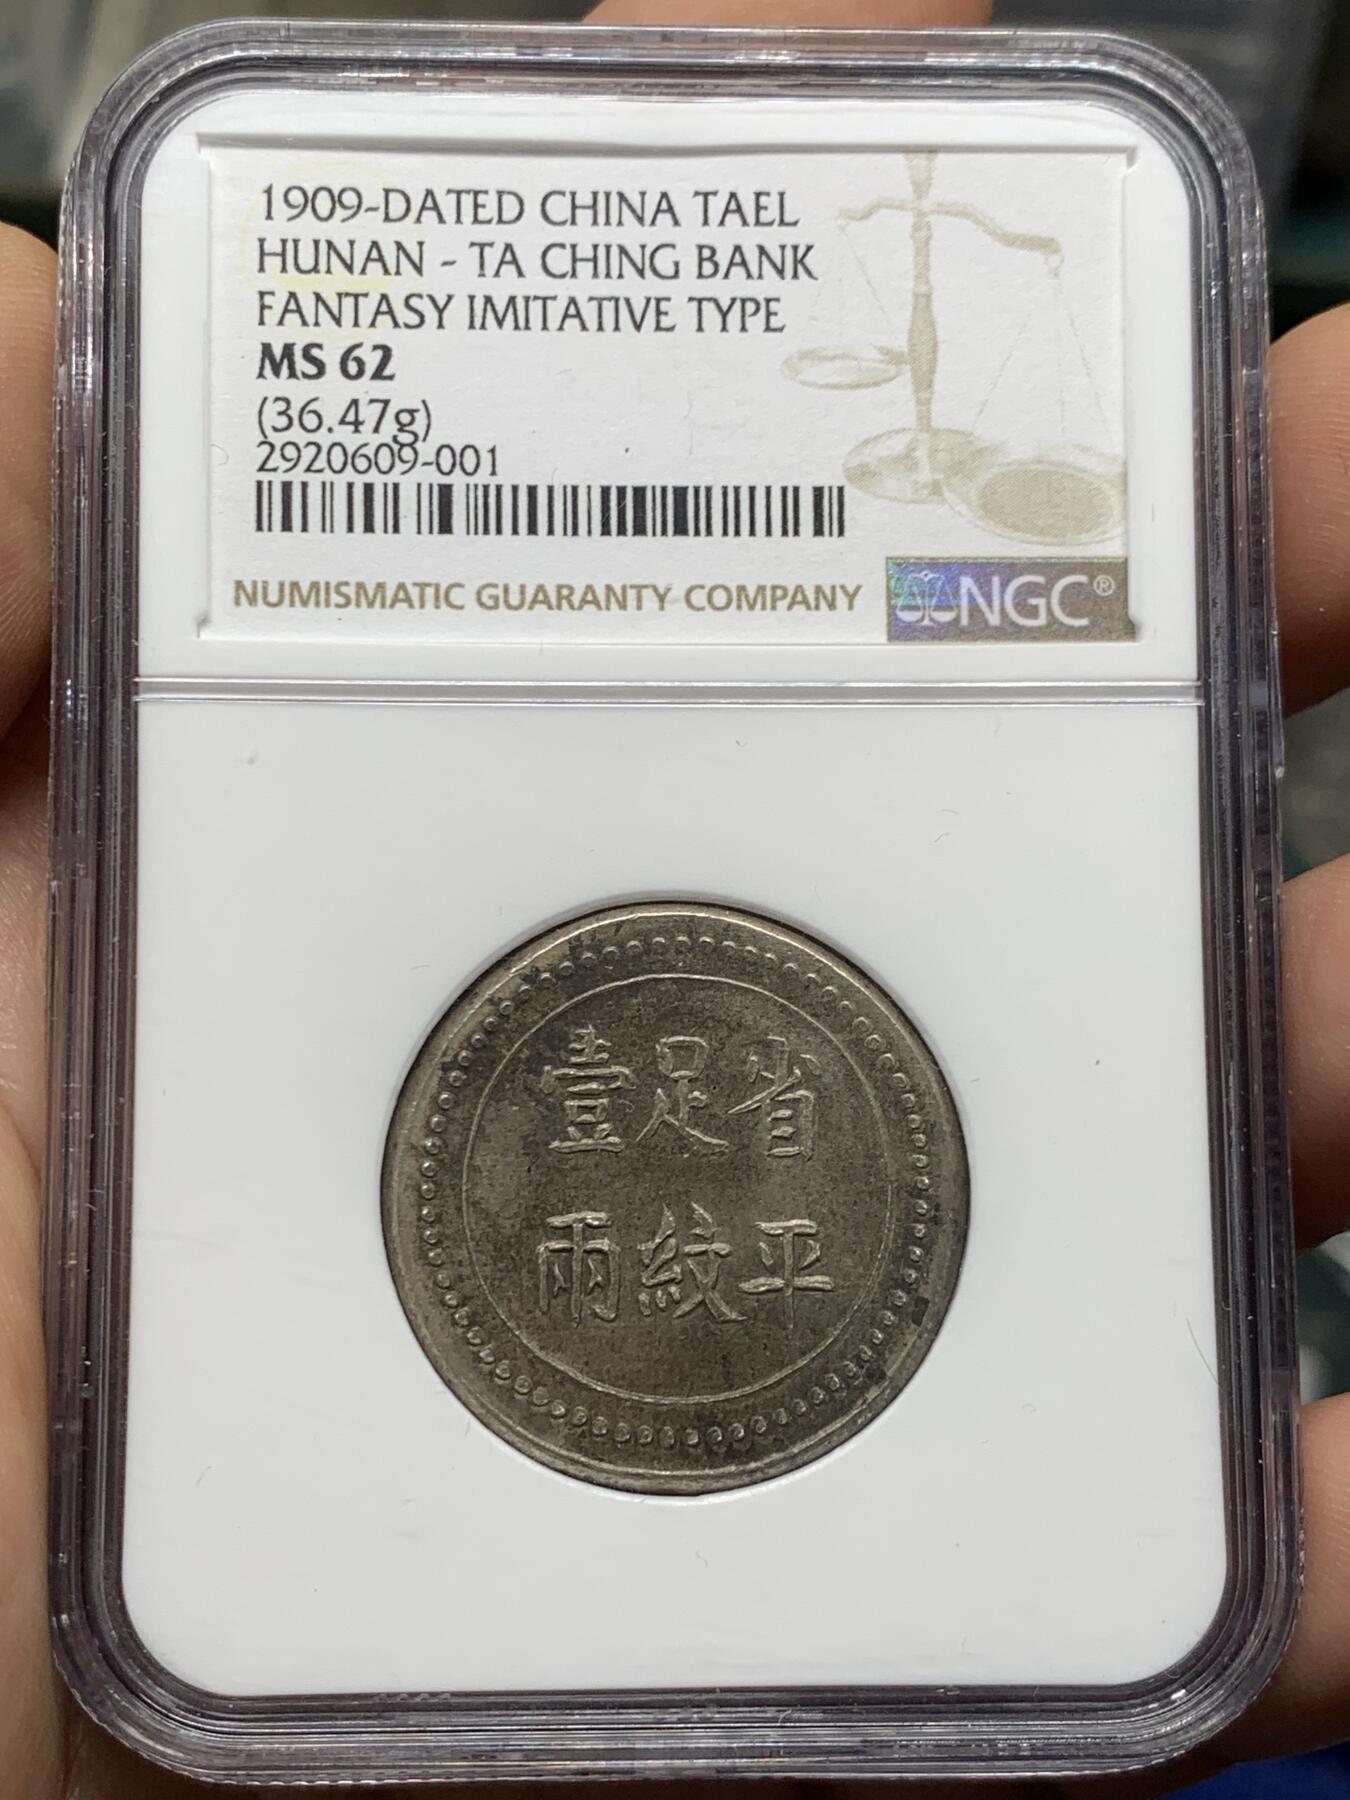 1909-DATED CHINA TAEL
HUNAN - TA CHING BANK
FANTASY IMITATIVE TYPE
MS 62
(36.47g)
2920609-001
NUMISMATIC GUARANTY COMPANY
NGC®
省平
足紋
壹兩